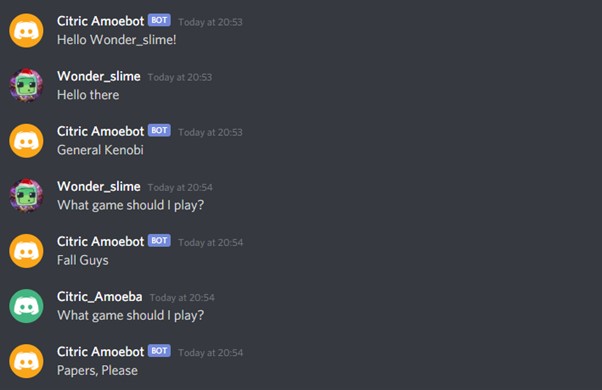 Citric Amoebot BOT Today at 20:53
Hello Wonder_slime!
Wonder_slime Today at 20:53
Hello there
Citric Amoebot BOT Today at 20:53
General Kenobi
Wonder_slime Today at 20:54
What game should I play?
Citric Amoebot BOT Today at 20:54
Fall Guys
Citric_Amoeba Today at 20:54
What game should I play?
Citric Amoebot BOT Today at 20:54
Papers, Please